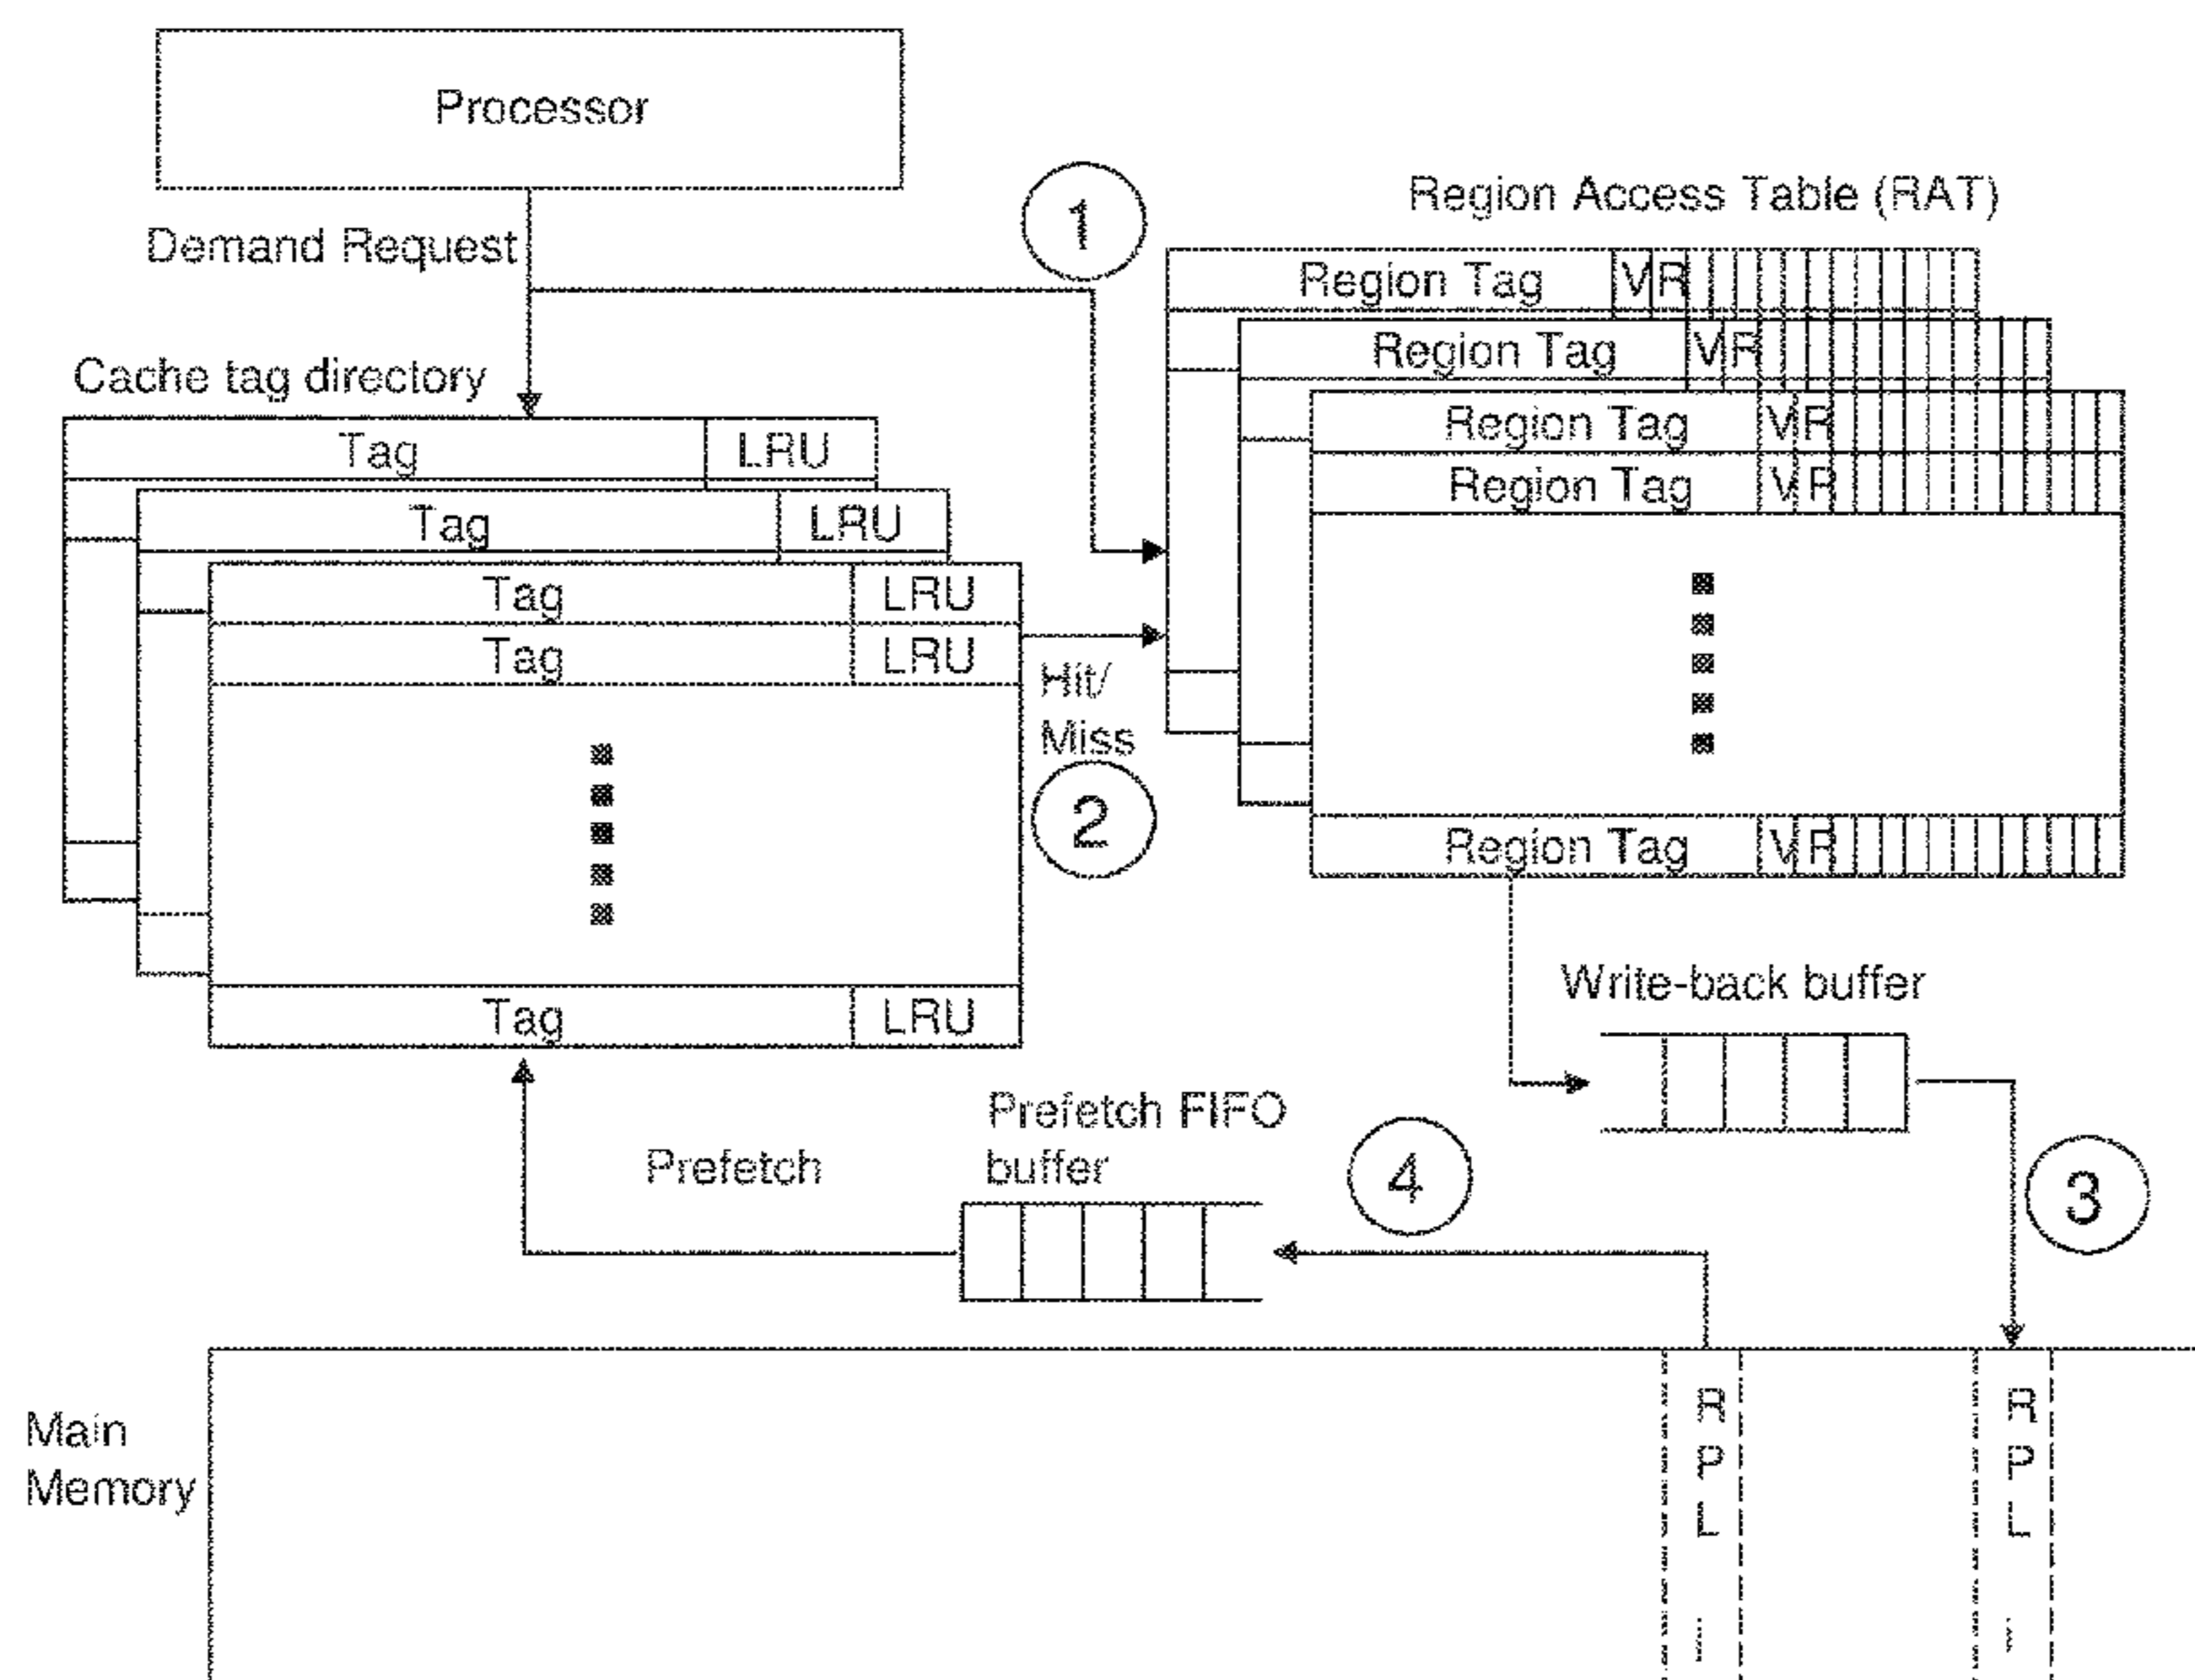 Processor
1
Region Access Table (RAT)
Demand Request
Region Tag V R
Region Tag V R
Cache tag directory
Region Tag V R
Tag LRU
Region Tag V R
Tag LRU
Tag LRU
Tag LRU
Hit/
Miss
2
Region Tag V R
Write-back buffer
Tag LRU
Prefetch FIFO
buffer
Prefetch
4
3
Main
Memory
R
P
L
R
P
L